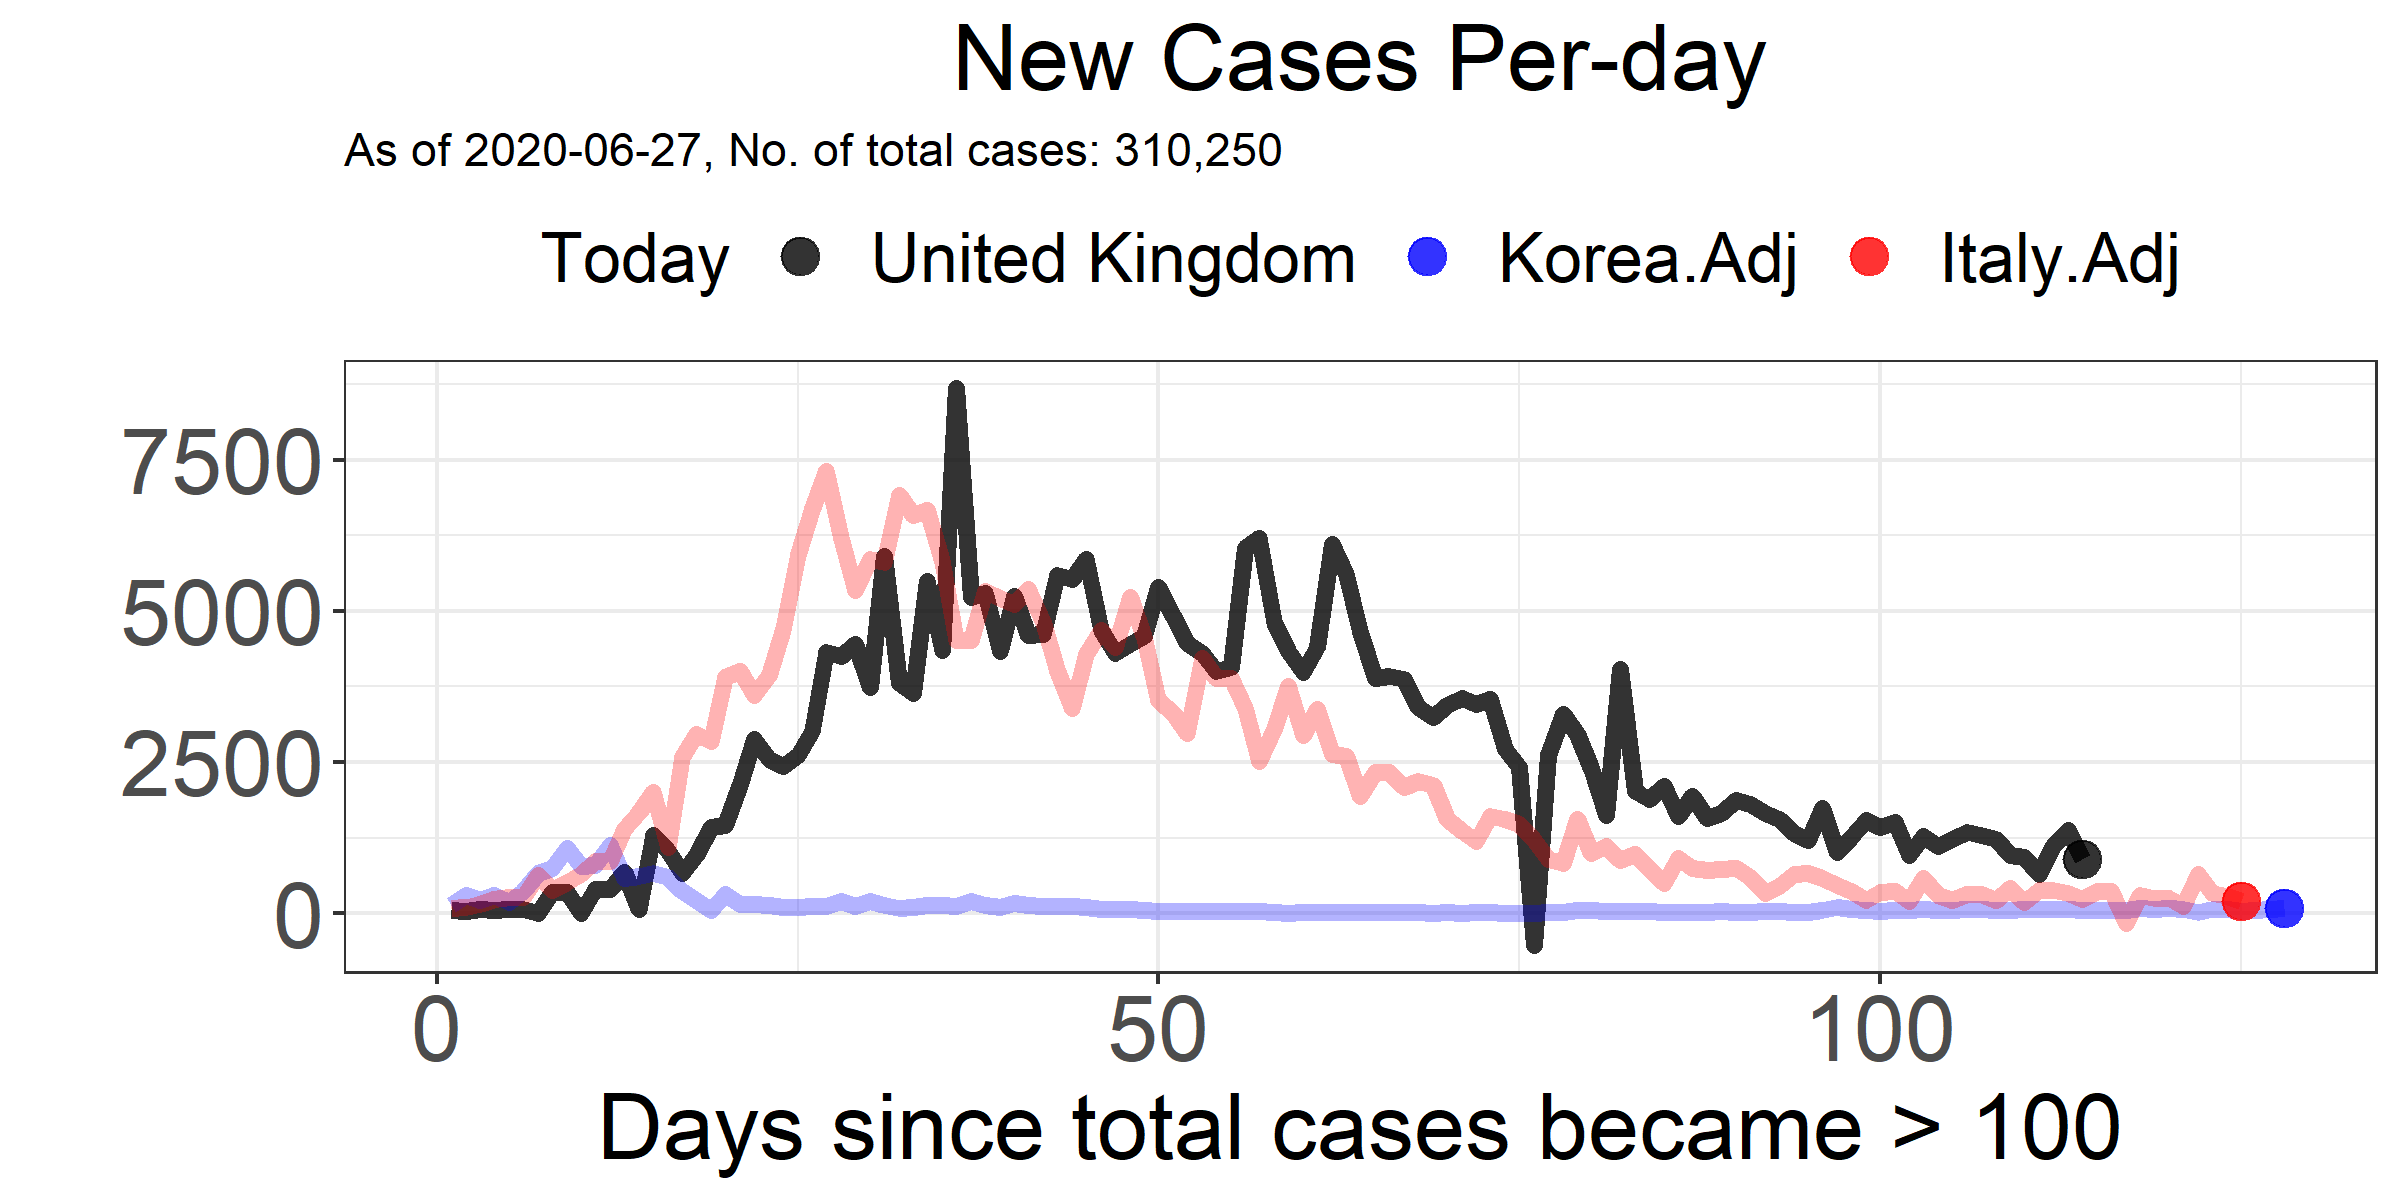 New Cases Per-day
As of 2020-06-27, No. of total cases: 310,250
Today United Kingdom Korea.Adj Italy.Adj
7500
5000
2500
0
0 50 100
Days since total cases became > 100